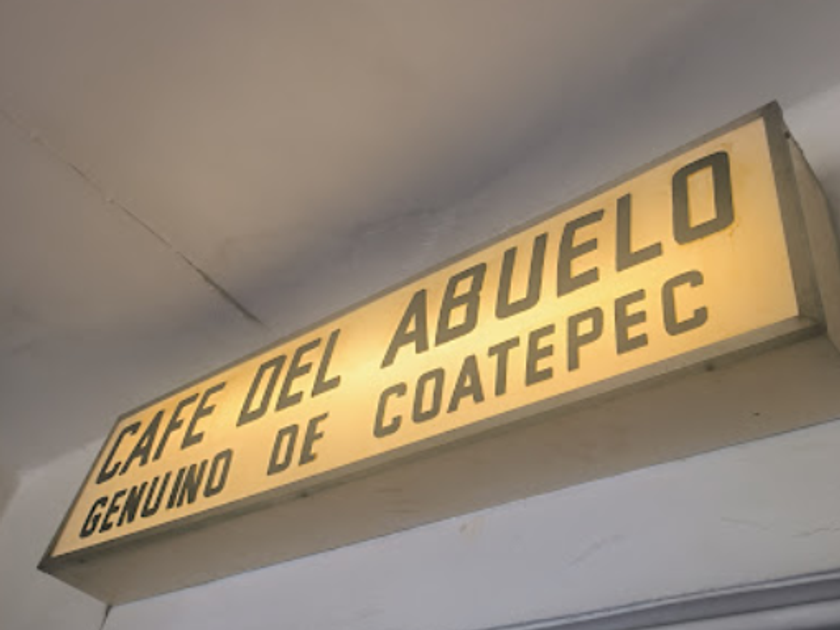 CAFE DEL ABUELO
GENUINO DE COATEPEC